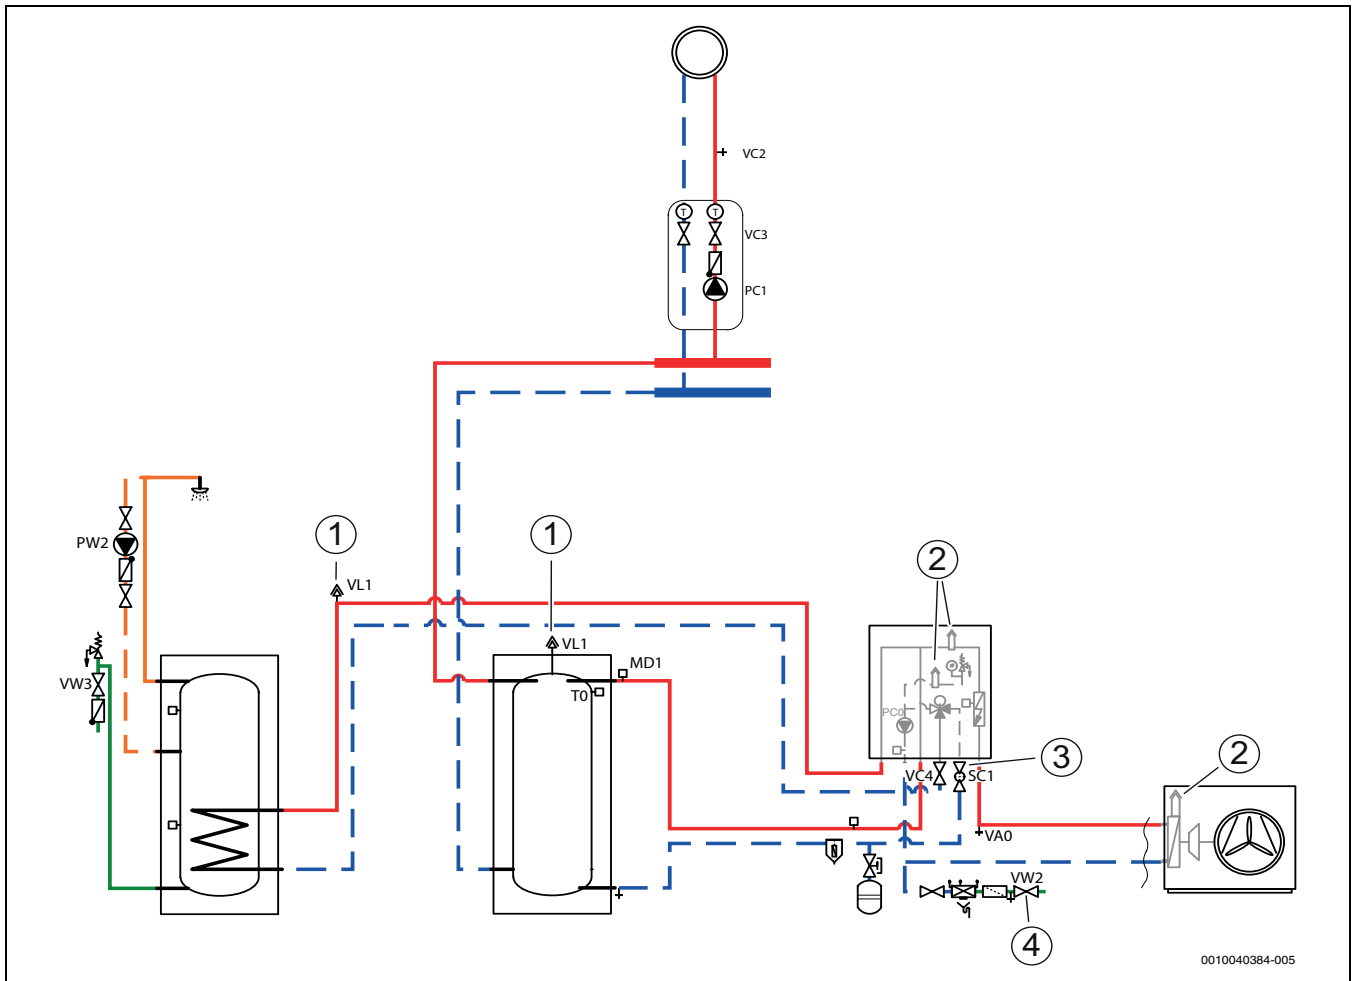 VC2
T T
VC3
PC1
PW2
1
1
VL1
VL1
2
MD1
T0
VW3
PC0
VC4
SC1
3
2
VA0
VW2
4
0010040384-005